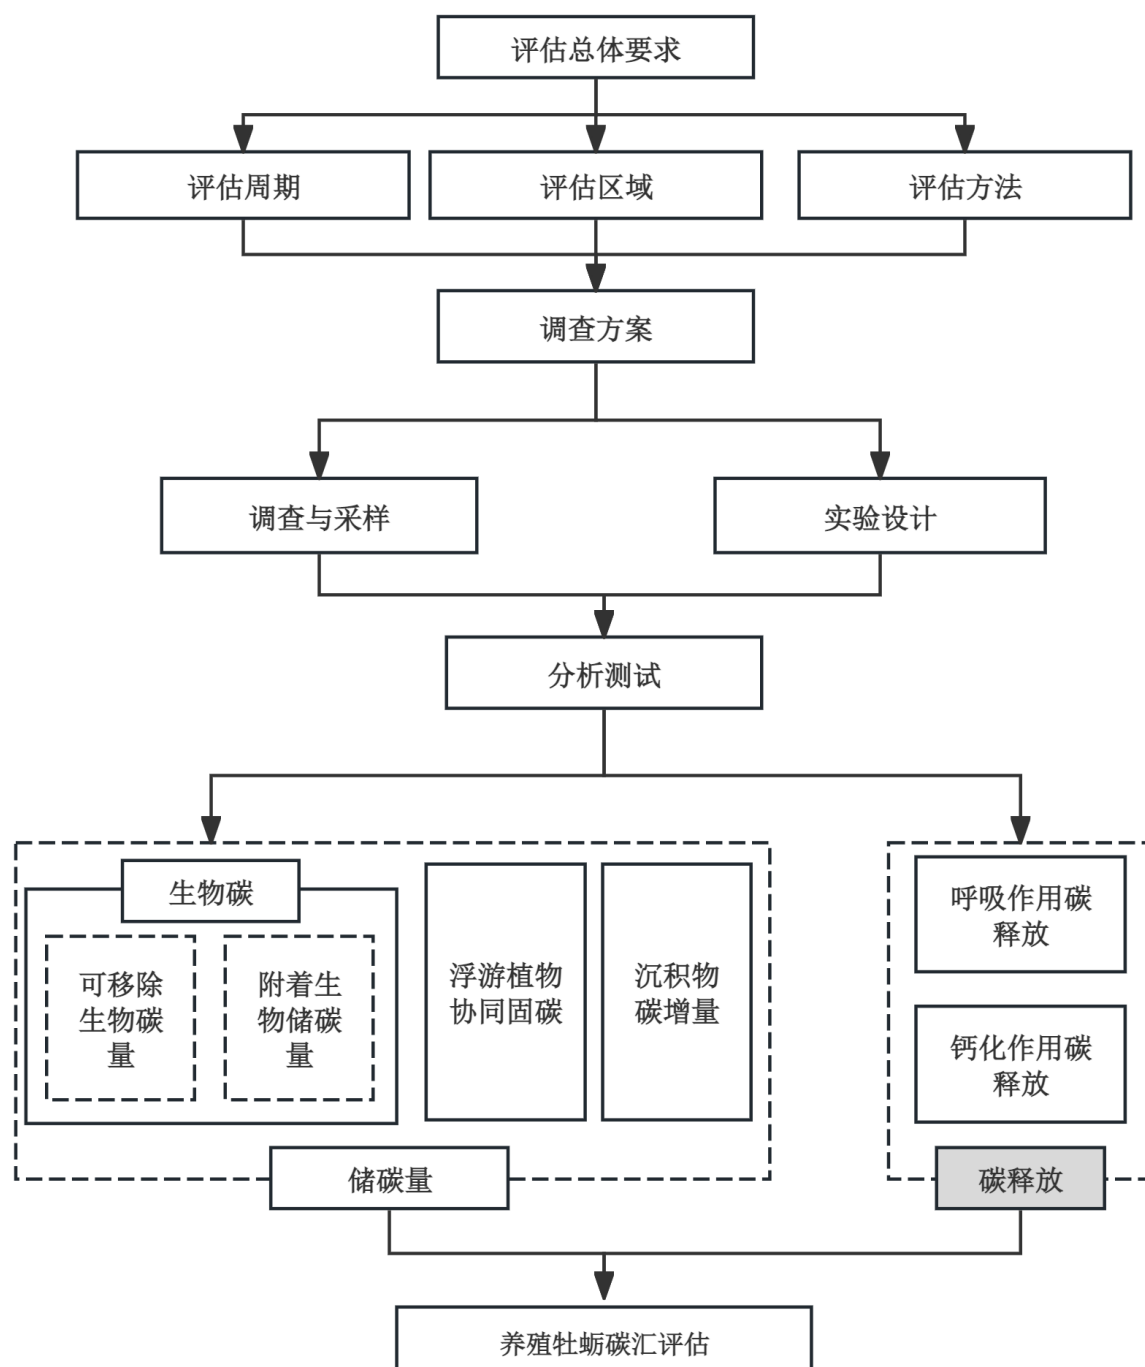 评估总体要求
评估周期
评估区域
评估方法
调查方案
调查与采样
实验设计
分析测试
生物碳
可移除
生物碳
量
附着生
物储碳
量
浮游植物
协同固碳
沉积物
碳增量
储碳量
呼吸作用碳
释放
钙化作用碳
释放
碳释放
养殖牡蛎碳汇评估